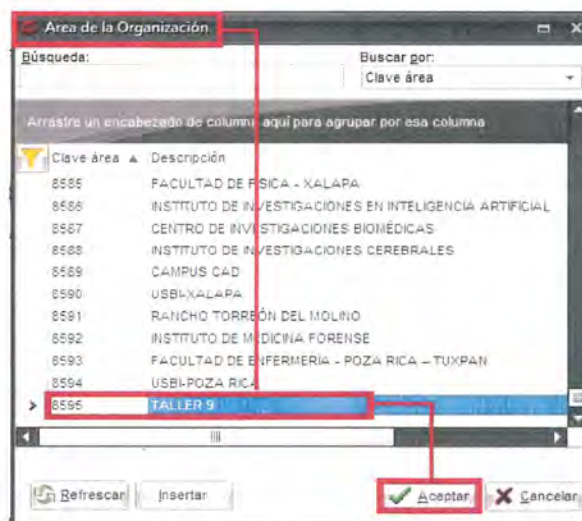 Area de la Organización
Búsqueda:
Buscar por:
Clave área
Arrastre un encabezado de columna aquí para agrupar por esa columna
Clave área Descripción
8585 FACULTAD DE FISICA - XALAPA
8586 INSTITUTO DE INVESTIGACIONES EN INTELIGENCIA ARTIFICIAL
8587 CENTRO DE INVESTIGACIONES BIOMÉDICAS
8588 INSTITUTO DE INVESTIGACIONES CEREBRALES
8589 CAMPUS CAD
8590 USBI-XALAPA
8591 RANCHO TORREÓN DEL MOLINO
8592 INSTITUTO DE MEDICINA FORENSE
8593 FACULTAD DE ENFERMERIA - POZA RICA – TUXPAN
8594 USBI-POZA RICA
8595 TALLER 9
Refrescar Insertar Aceptar Cancelar